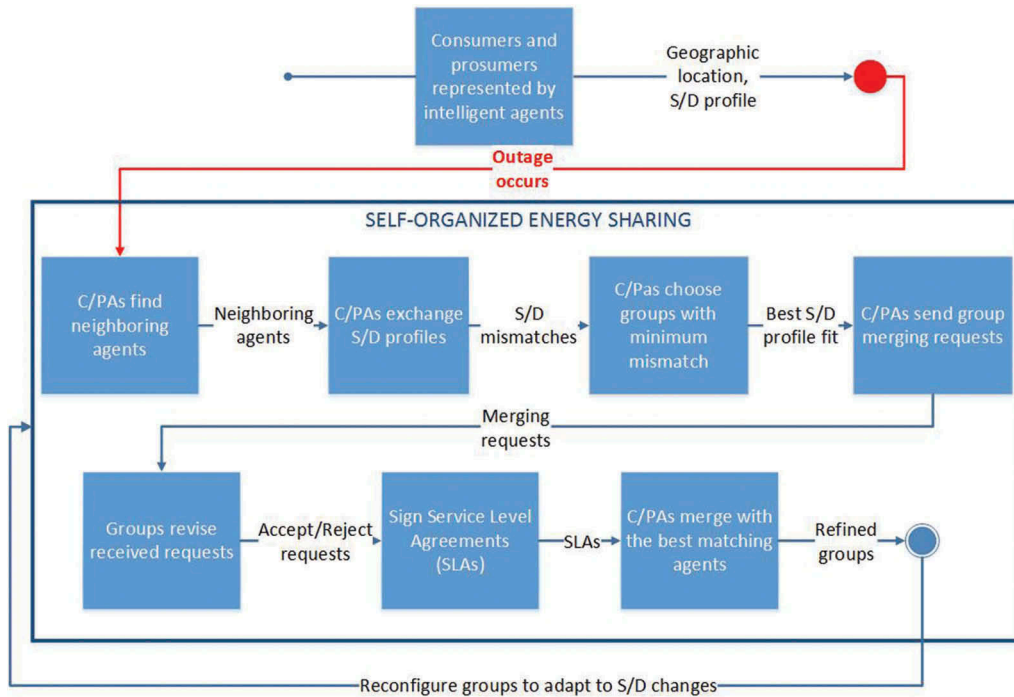 Consumers and
prosumers
represented by
intelligent agents
Geographic
location,
S/D profile
Outage
occurs
SELF-ORGANIZED ENERGY SHARING
C/PAs find
neighboring
agents
Neighboring
agents
C/PAs exchange
S/D profiles
S/D
mismatches
C/Pas choose
groups with
minimum
mismatch
Best S/D
profile fit
C/PAs send group
merging requests
Merging
requests
Groups revise
received requests
Accept/Reject
requests
Sign Service Level
Agreements
(SLAs)
SLAs
C/PAs merge with
the best matching
agents
Refined
groups
Reconfigure groups to adapt to S/D changes